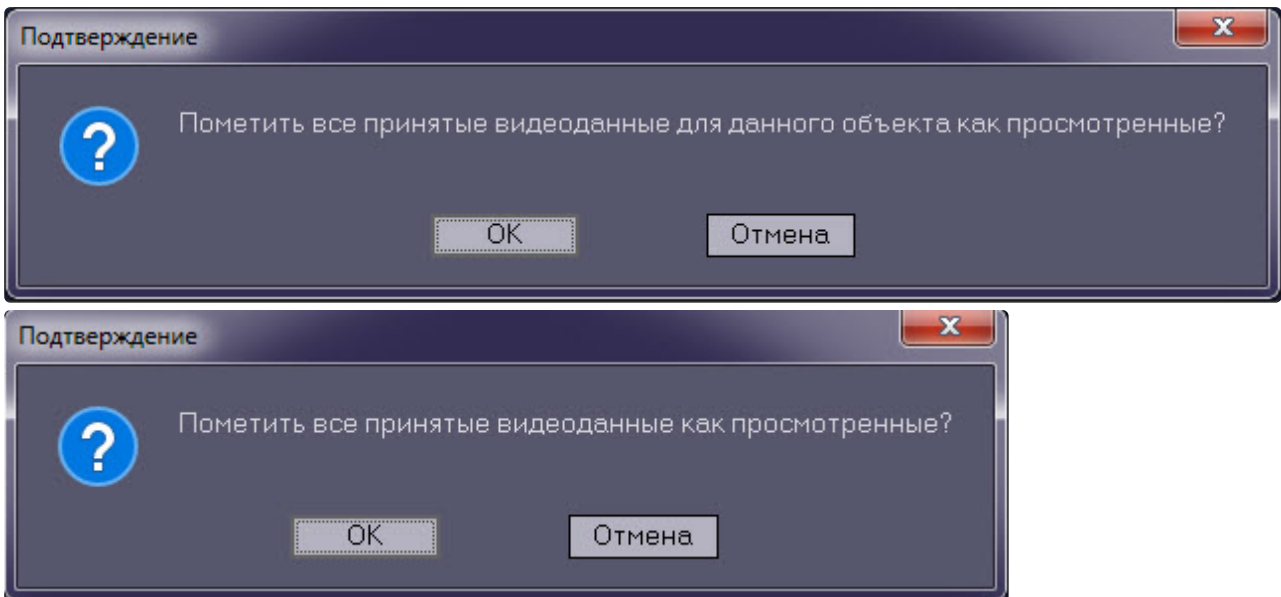 Подтверждение
Пометить все принятые видеоданные для данного объекта как просмотренные?
OK
Отмена
Подтверждение
Пометить все принятые видеоданные как просмотренные?
OK
Отмена